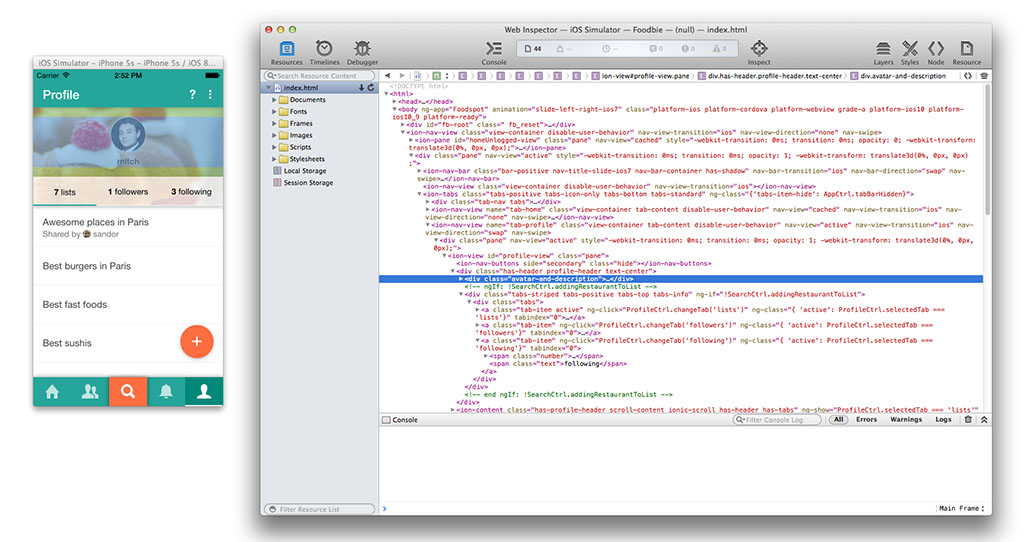 iOS Simulator – iPhone 5s – iPhone 5s / iOS 8...
Carrier 2:52 PM
Profile ?
mitch
7 lists 1 followers 3 following
Awesome places in Paris
Shared by sandor
Best burgers in Paris
Best fast foods
Best sushis
+
Web Inspector — iOS Simulator — Foodbie — (null) — index.html
Resources Timelines Debugger Console 44 -- -- 0 0 0 Inspect Layers Styles Node Resource
Search Resource Content
index.html
Documents
Fonts
Frames
Images
Scripts
Stylesheets
Local Storage
Session Storage
Filter Resource List
E E E E E E E ion-view#profile-view.pane E div.has-header.profile-header.text-center E div.avatar-and-description
<!DOCTYPE html>
<html>
<head>…</head>
<body ng-app="Foodspot" animation="slide-left-right-ios7" class="platform-ios platform-cordova platform-webview grade-a platform-ios10 platform-
ios10_9 platform-ready">
<div id="fb-root" class=" fb_reset">…</div>
<ion-nav-view class="view-container disable-user-behavior" nav-view-transition="ios" nav-view-direction="none" nav-swipe>
<ion-pane id="homeUnlogged-View" class="pane" nav-view="cached" style="-webkit-transition: 0ms; transition: 0ms; opacity: 0; -webkit-transform:
translate3d(0%, 0px, 0px);">…</ion-pane>
<div class="pane" nav-view="active" style="-webkit-transition: 0ms; transition: 0ms; opacity: 1; -webkit-transform: translate3d(0%, 0px, 0px)
;">
<ion-nav-bar class="bar-positive nav-title-slide-ios7 nav-bar-container has-shadow" nav-bar-transition="ios" nav-bar-direction="swap" nav-
swipe>…</ion-nav-bar>
<ion-nav-view class="view-container disable-user-behavior" nav-view-transition="ios"></ion-nav-view>
<ion-tabs class="tabs-positive tabs-icon-only tabs-bottom tabs-standard" ng-class="{'tabs-item-hide': AppCtrl.tabBarHidden}">
<div class="tab-nav tabs">…</div>
<ion-nav-view name="tab-home" class="view-container tab-content disable-user-behavior" nav-view="cached" nav-view-transition="ios" nav-
view-direction="none" nav-swipe>…</ion-nav-view>
<ion-nav-view name="tab-profile" class="view-container tab-content disable-user-behavior" nav-view="active" nav-view-transition="ios" nav-
view-direction="swap" nav-swipe>
<div class="pane" nav-view="active" style="-webkit-transition: 0ms; transition: 0ms; opacity: 1; -webkit-transform: translate3d(0%, 0px,
0px);">
<ion-view id="profile-view" class="pane">
<ion-nav-buttons side="secondary" class="hide"></ion-nav-buttons>
<div class="has-header profile-header text-center">
<div class="avatar-and-description">…</div>
<!-- ngIf: !SearchCtrl.addingRestaurantToList -->
<div class="tabs-striped tabs-positive tabs-top tabs-info" ng-if="!SearchCtrl.addingRestaurantToList">
<div class="tabs">
<a class="tab-item active" ng-click="ProfileCtrl.changeTab('lists')" ng-class="{ 'active': ProfileCtrl.selectedTab ===
'lists'}" tabindex="0">…</a>
<a class="tab-item" ng-click="ProfileCtrl.changeTab('followers')" ng-class="{ 'active': ProfileCtrl.selectedTab ===
'followers'}" tabindex="0">…</a>
<a class="tab-item" ng-click="ProfileCtrl.changeTab('following')" ng-class="{ 'active': ProfileCtrl.selectedTab ===
'following'}" tabindex="0">
<span class="number">…</span>
<span class="text">following</span>
</a>
</div>
</div>
<!-- end ngIf: !SearchCtrl.addingRestaurantToList -->
</div>
<ion-content class="has-profile-header scroll-content ionic-scroll has-header has-tabs" ng-show="ProfileCtrl.selectedTab === 'lists'"
Console Filter Console Log All Errors Warnings Logs
Main Frame